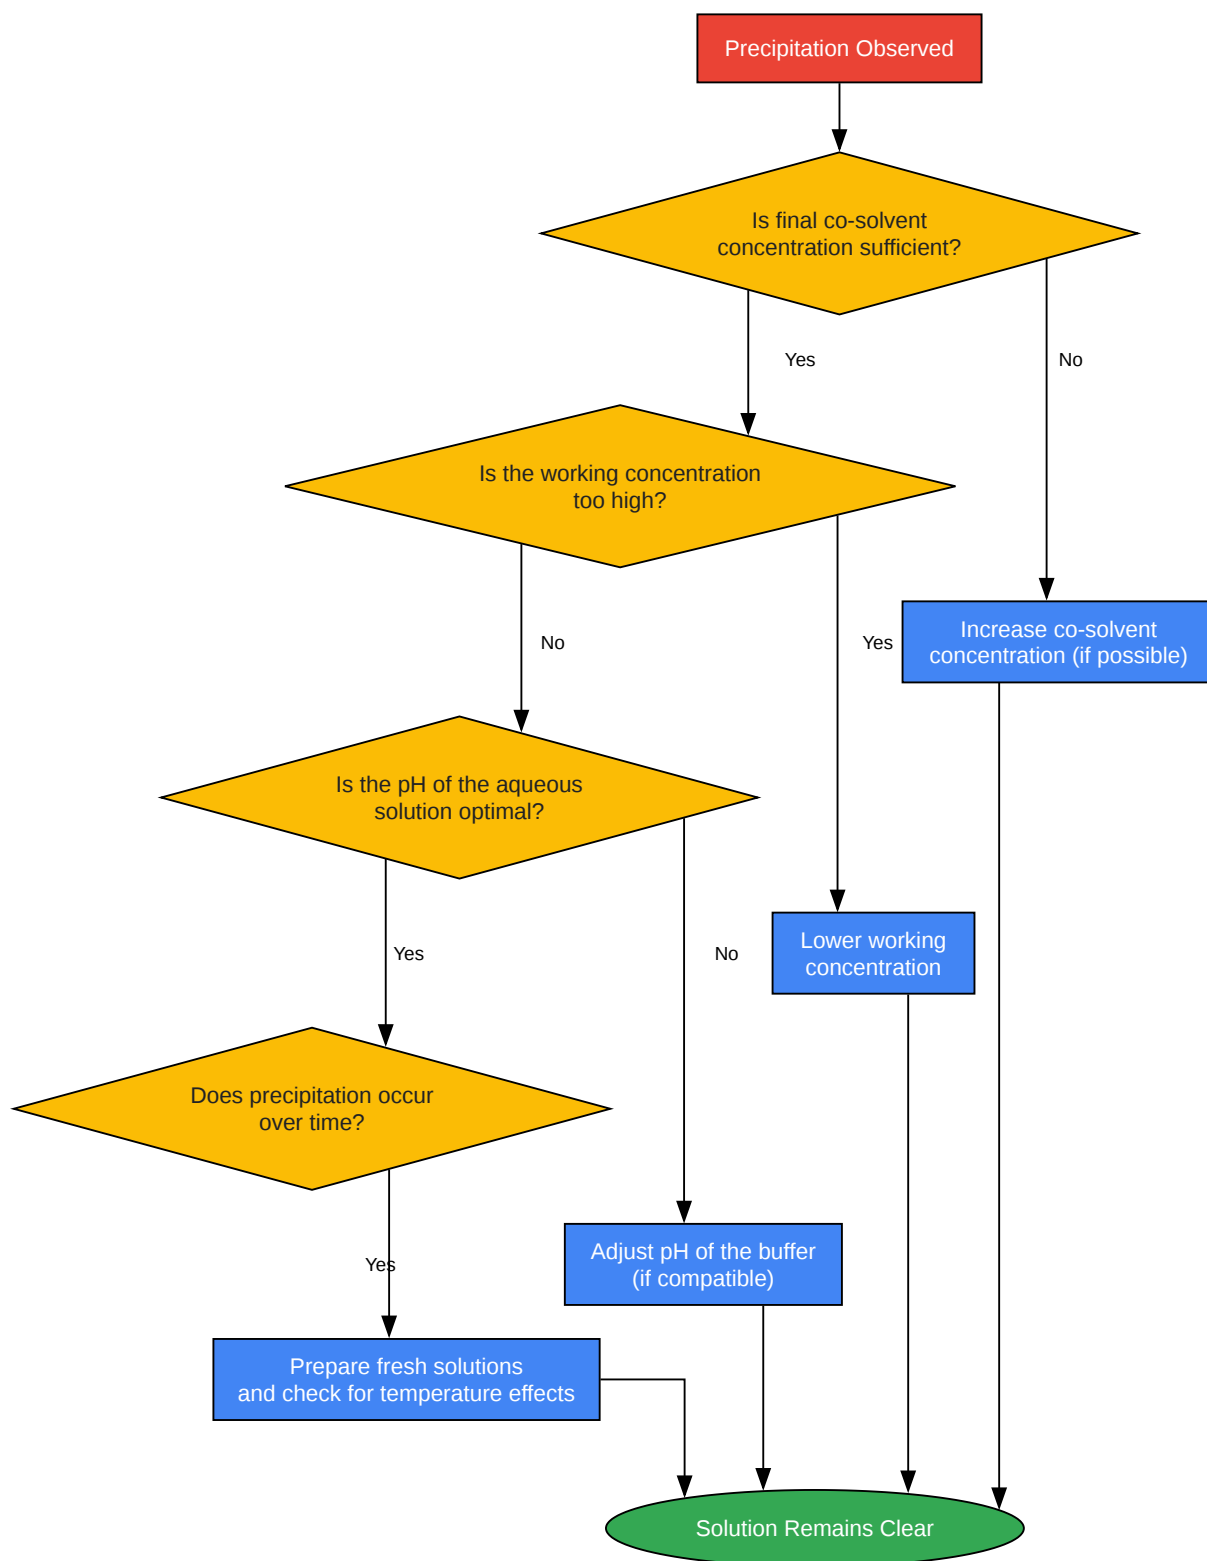 Precipitation Observed
Is final co-solvent
concentration sufficient?
Yes
No
Is the working concentration
too high?
No
Yes
Increase co-solvent
concentration (if possible)
Is the pH of the aqueous
solution optimal?
Yes
No
Lower working
concentration
Does precipitation occur
over time?
Yes
Adjust pH of the buffer
(if compatible)
Prepare fresh solutions
and check for temperature effects
Solution Remains Clear